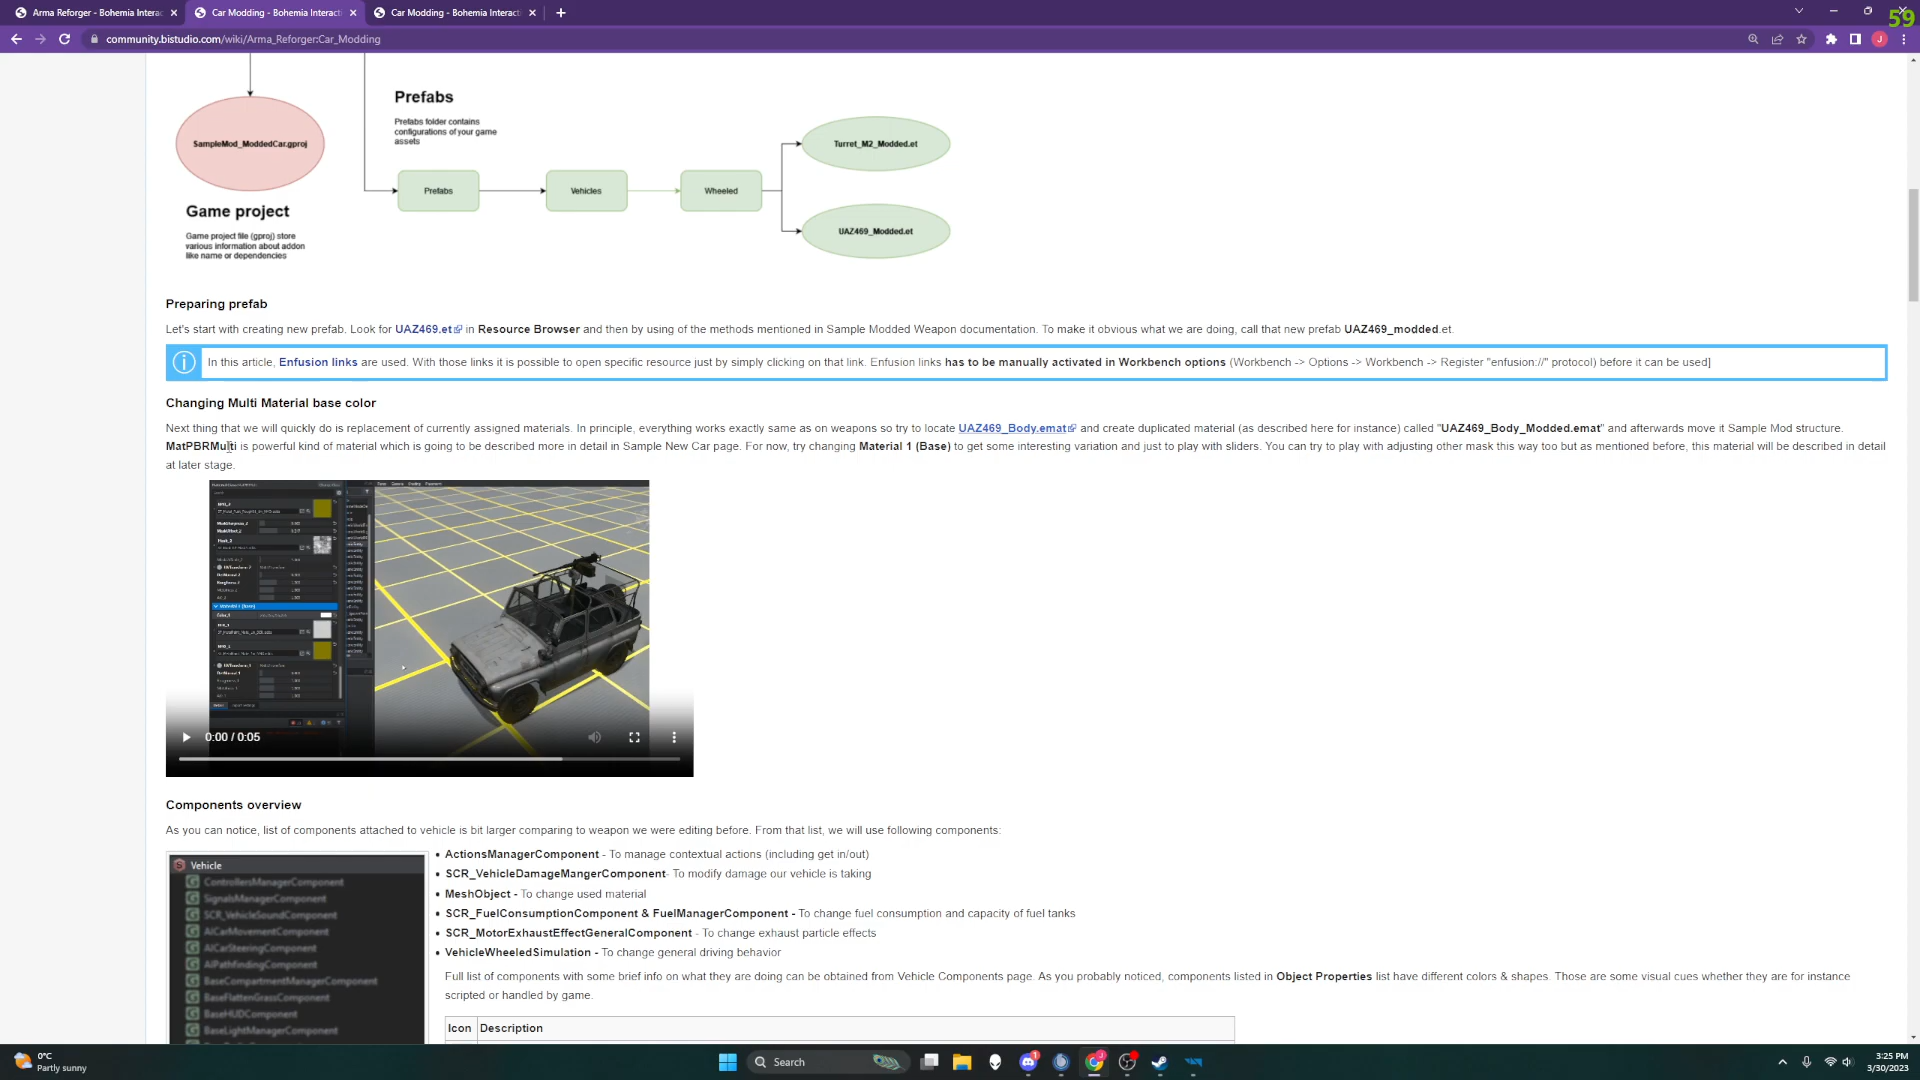 Arma Reforger - Bohemia Interac
Car Modding - Bohemia Interacti
Car Modding - Bohemia Interacti
59
community.bistudio.com/wiki/Arma_Reforger:Car_Modding
Prefabs
Prefabs folder contains
configurations of your game
assets
SampleMod_ModdedCar.gproj
Turret_M2_Modded.et
Prefabs
Vehicles
Wheeled
Game project
UAZ469_Modded.et
Game project file (gproj) store
various information about addon
like name or dependencies
Preparing prefab
Let's start with creating new prefab. Look for UAZ469.et in Resource Browser and then by using of the methods mentioned in Sample Modded Weapon documentation. To make it obvious what we are doing, call that new prefab UAZ469_modded.et.
In this article, Enfusion links are used. With those links it is possible to open specific resource just by simply clicking on that link. Enfusion links has to be manually activated in Workbench options (Workbench -> Options -> Workbench -> Register "enfusion://" protocol) before it can be used]
Changing Multi Material base color
Next thing that we will quickly do is replacement of currently assigned materials. In principle, everything works exactly same as on weapons so try to locate UAZ469_Body.emat and create duplicated material (as described here for instance) called "UAZ469_Body_Modded.emat" and afterwards move it Sample Mod structure.
MatPBRMulti is powerful kind of material which is going to be described more in detail in Sample New Car page. For now, try changing Material 1 (Base) to get some interesting variation and just to play with sliders. You can try to play with adjusting other mask this way too but as mentioned before, this material will be described in detail
at later stage.
0:00 / 0:05
Components overview
As you can notice, list of components attached to vehicle is bit larger comparing to weapon we were editing before. From that list, we will use following components:
Vehicle
ControllersManagerComponent
SignalsManagerComponent
SCR_VehicleSoundComponent
AICarMovementComponent
AICarSteeringComponent
AIPathfindingComponent
BaseCompartmentManagerComponent
BaseFlattenGrassComponent
BaseHUDComponent
BaseLightManagerComponent
• ActionsManagerComponent - To manage contextual actions (including get in/out)
• SCR_VehicleDamageMangerComponent- To modify damage our vehicle is taking
• MeshObject - To change used material
• SCR_FuelConsumptionComponent & FuelManagerComponent - To change fuel consumption and capacity of fuel tanks
• SCR_MotorExhaustEffectGeneralComponent - To change exhaust particle effects
• VehicleWheeledSimulation - To change general driving behavior
Full list of components with some brief info on what they are doing can be obtained from Vehicle Components page. As you probably noticed, components listed in Object Properties list have different colors & shapes. Those are some visual cues whether they are for instance
scripted or handled by game.
Icon Description
0°C
Partly sunny
Search
3:25 PM
3/30/2023